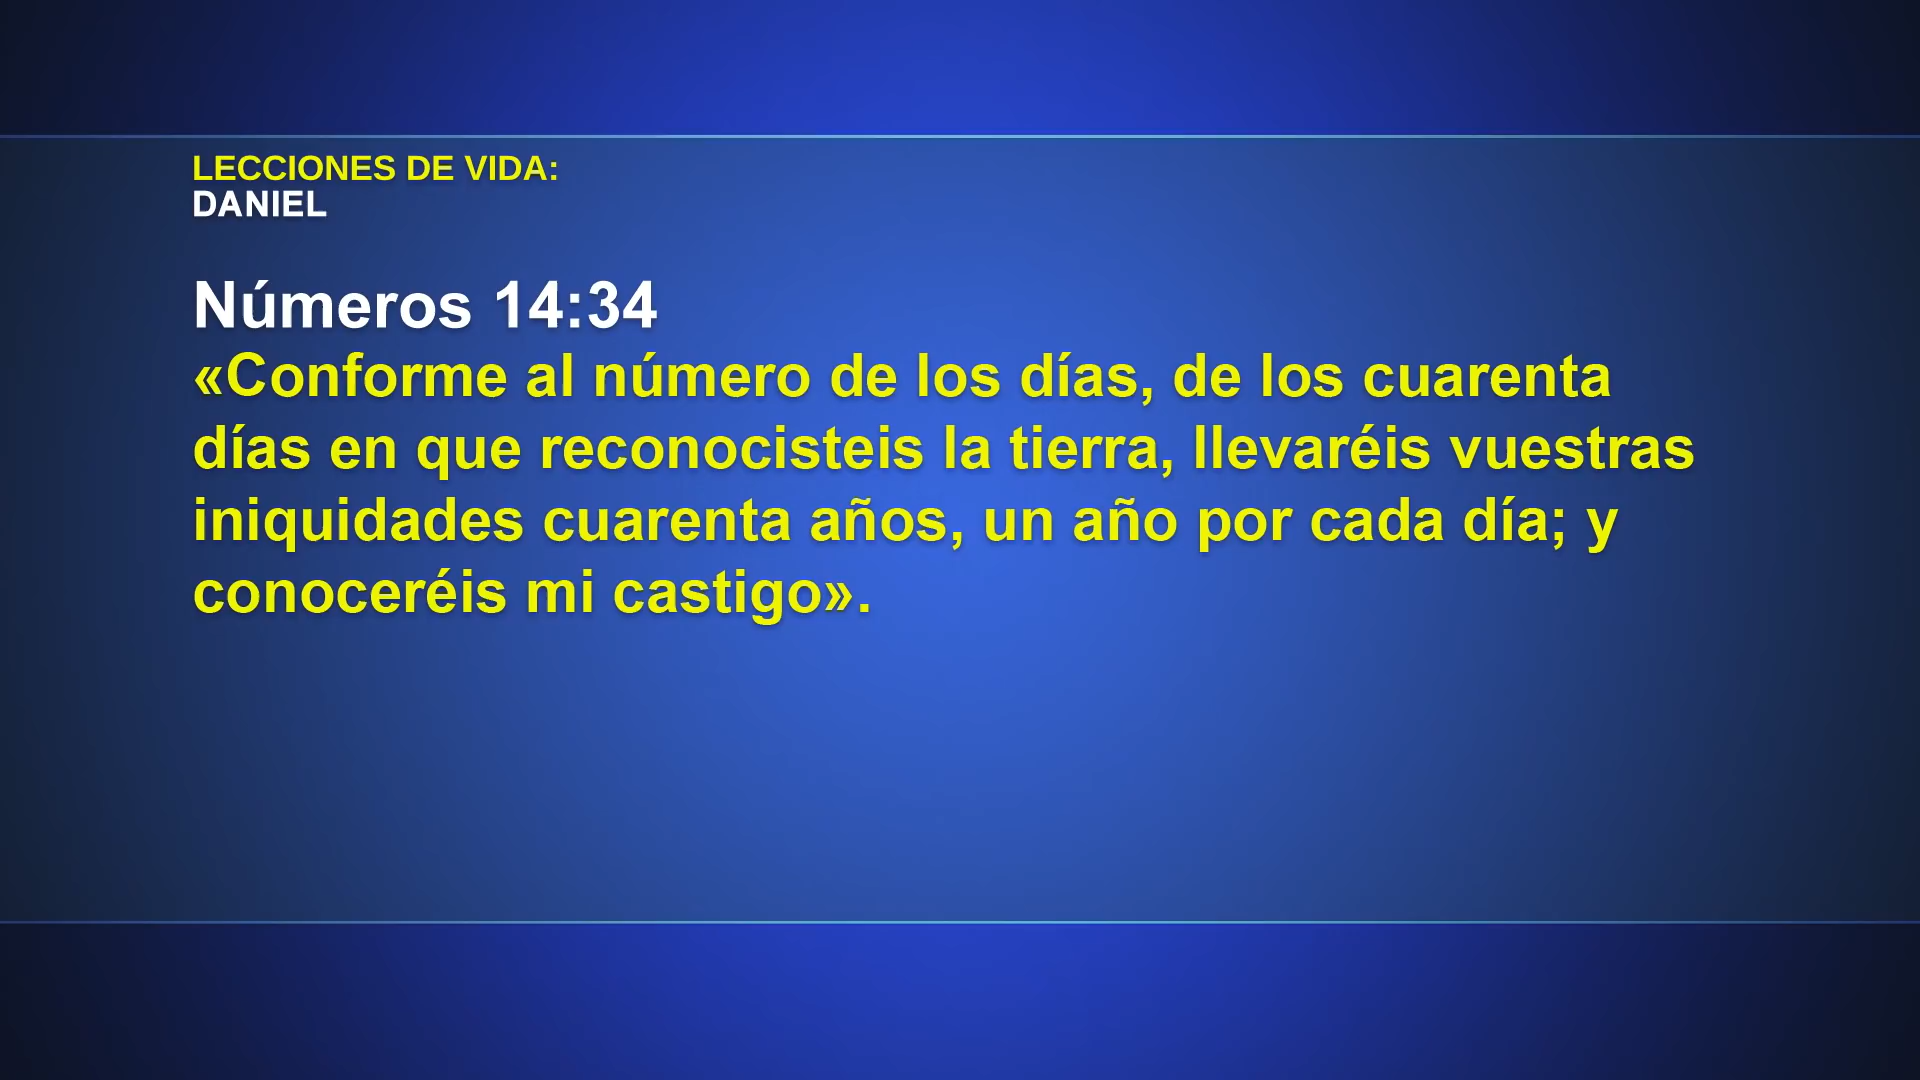 LECCIONES DE VIDA:
DANIEL
Números 14:34
«Conforme al número de los días, de los cuarenta
días en que reconocisteis la tierra, llevaréis vuestras
iniquidades cuarenta años, un año por cada día; y
conoceréis mi castigo».